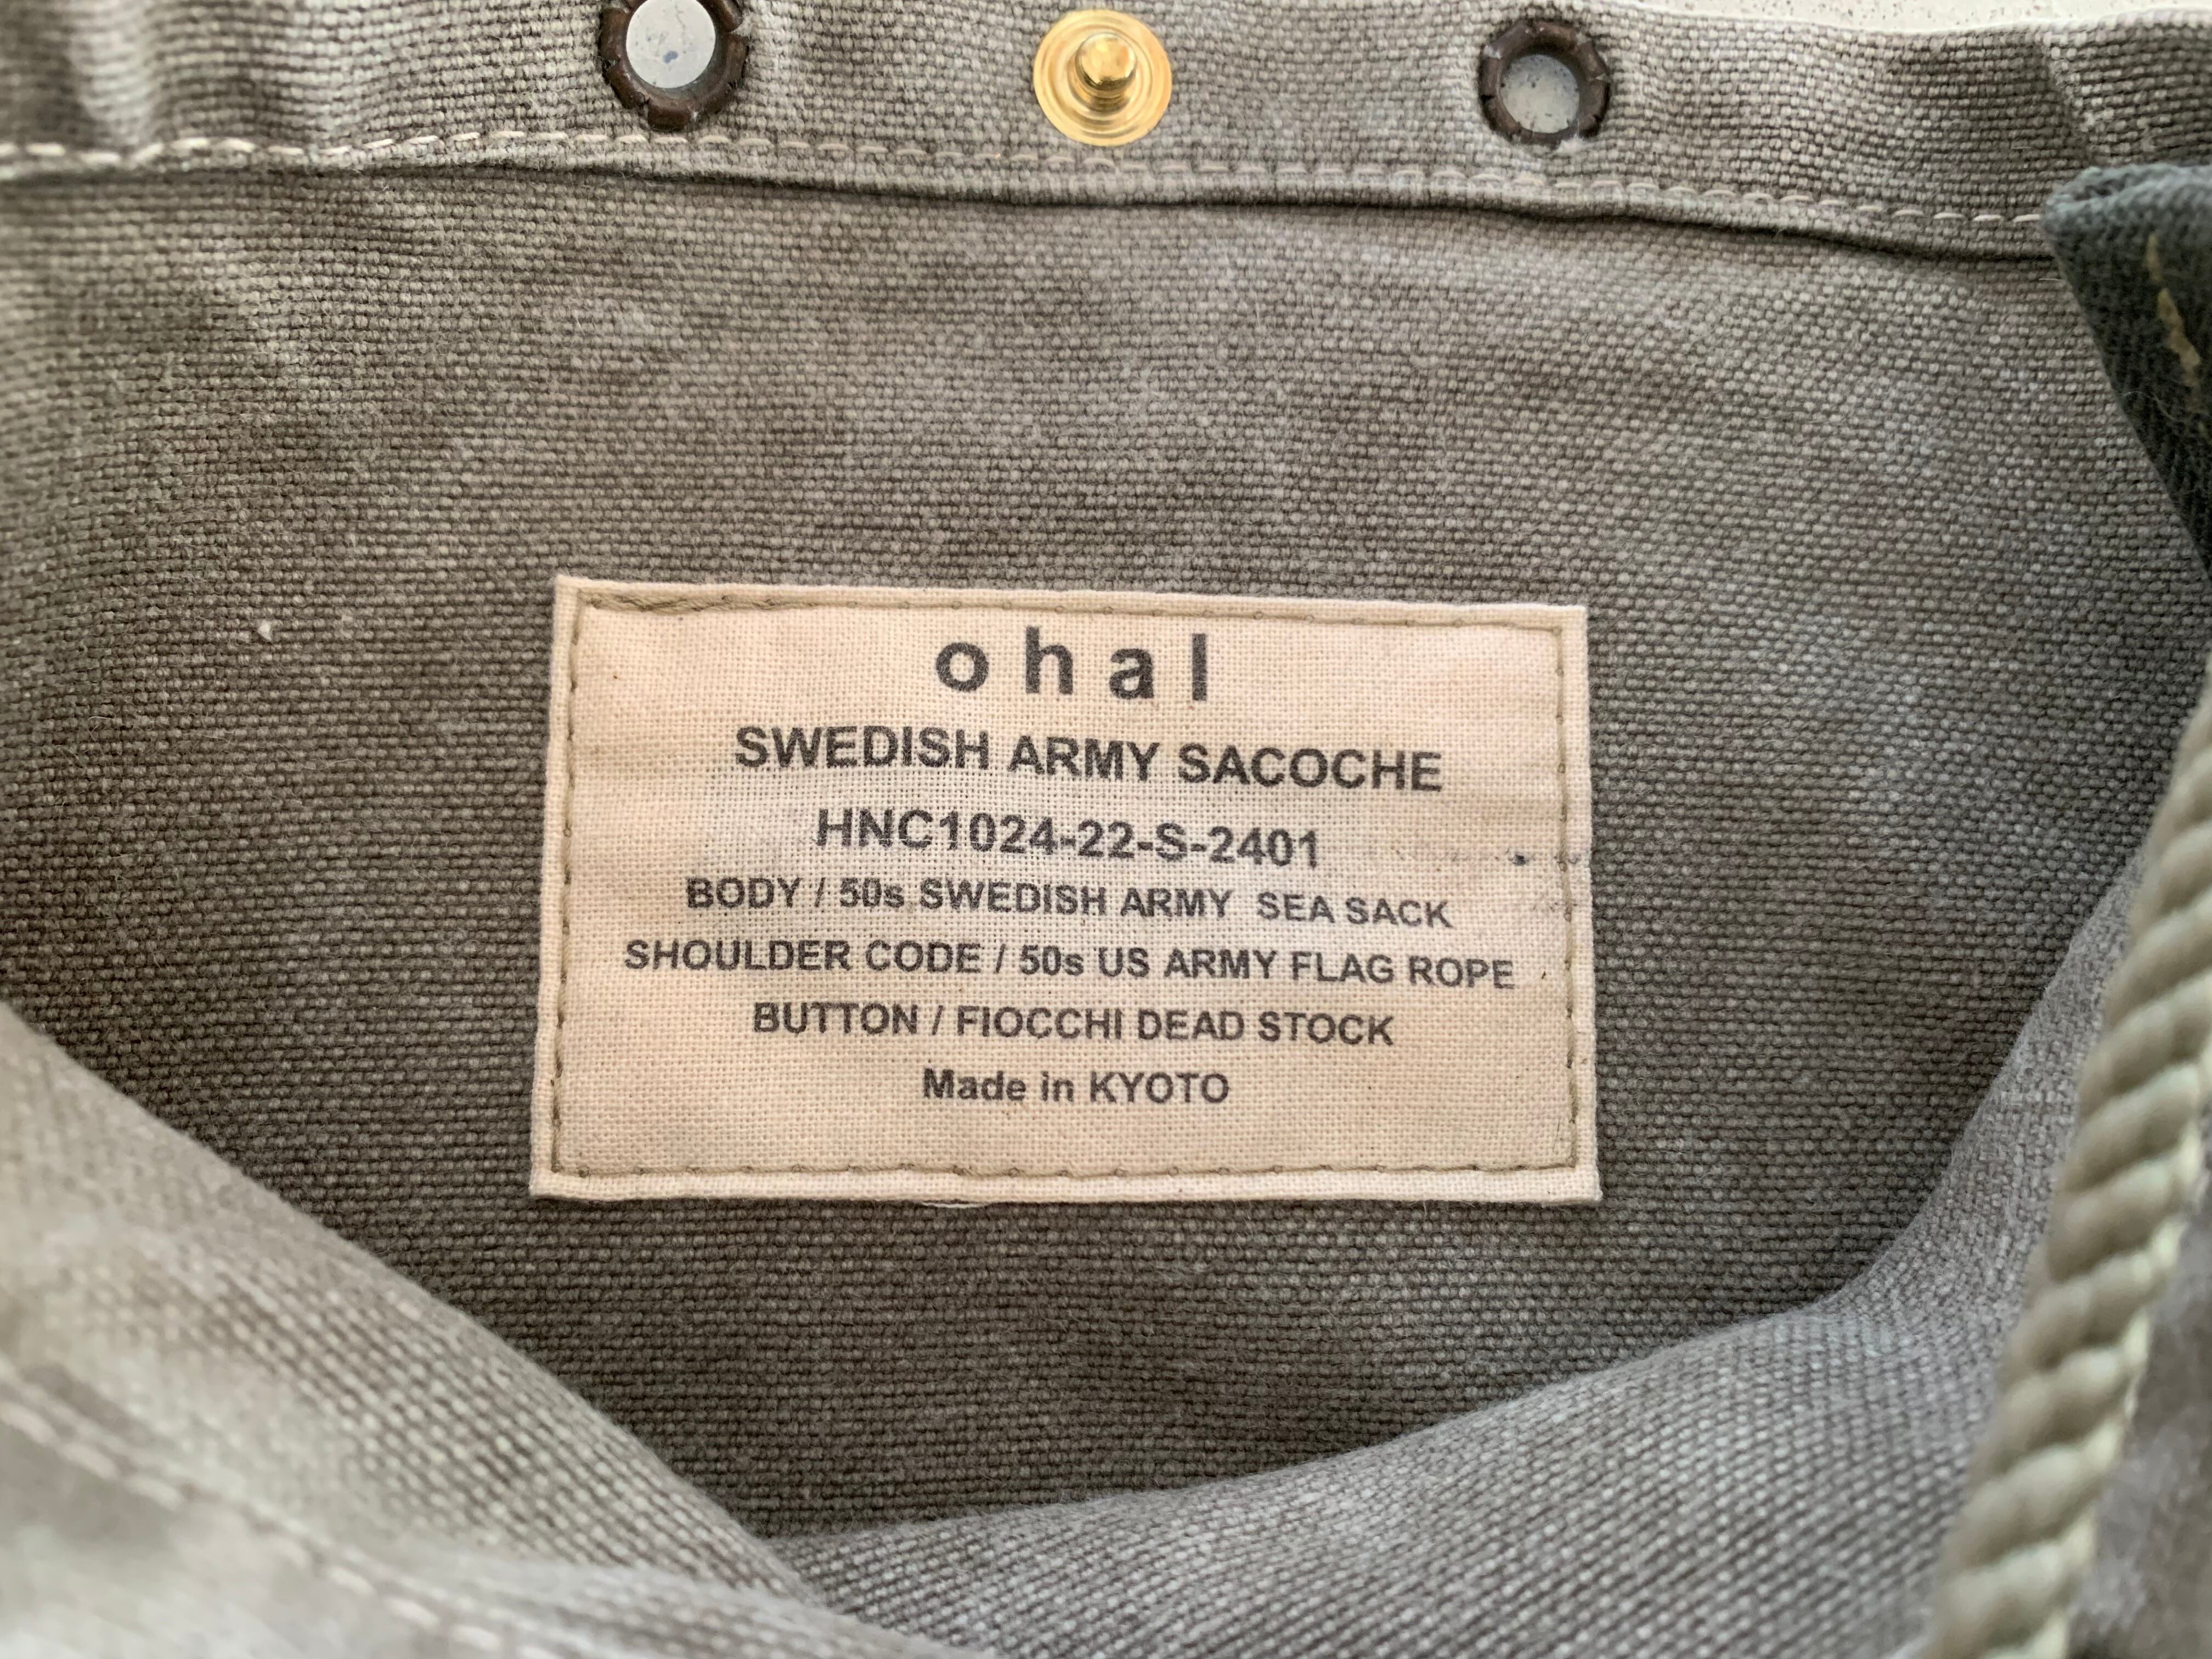 ohal
SWEDISH ARMY SACOCHE
HNC1024-22-S-2401
BODY / 50s SWEDISH ARMY SEA SACK
SHOULDER CODE / 50s US ARMY FLAG ROPE
BUTTON / FIOCCHI DEAD STOCK
Made in KYOTO